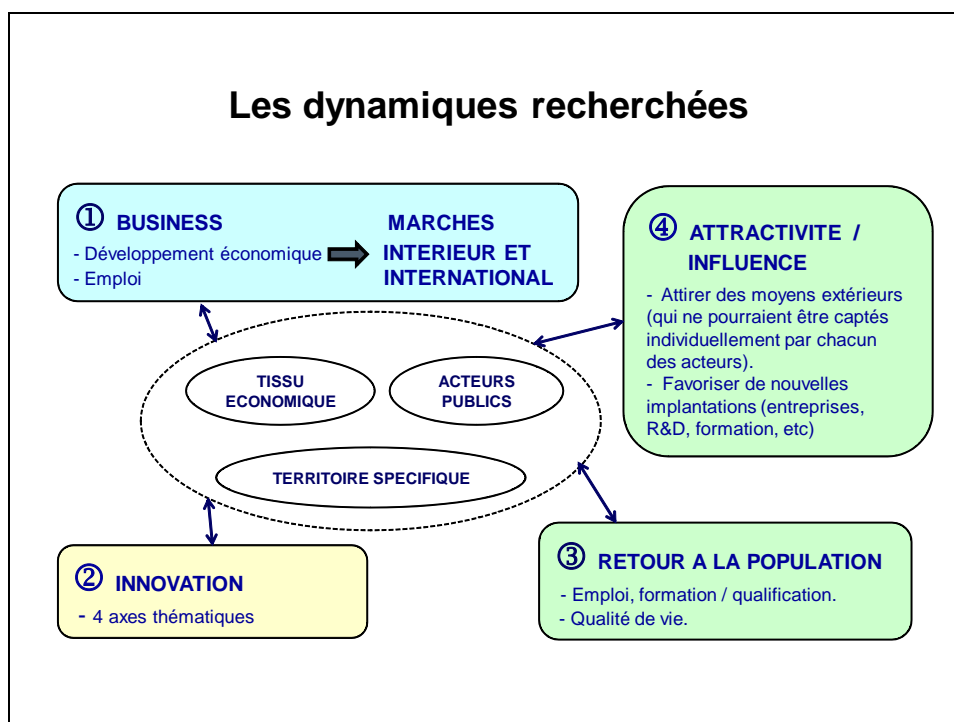 Les dynamiques recherchées
① BUSINESS
- Développement économique
- Emploi
MARCHES
INTERIEUR ET
INTERNATIONAL
④ ATTRACTIVITE /
INFLUENCE
- Attirer des moyens extérieurs
(qui ne pourraient être captés
individuellement par chacun
des acteurs).
- Favoriser de nouvelles
implantations (entreprises,
R&D, formation, etc)
TISSU
ECONOMIQUE
ACTEURS
PUBLICS
TERRITOIRE SPECIFIQUE
② INNOVATION
- 4 axes thématiques
③ RETOUR A LA POPULATION
- Emploi, formation / qualification.
- Qualité de vie.